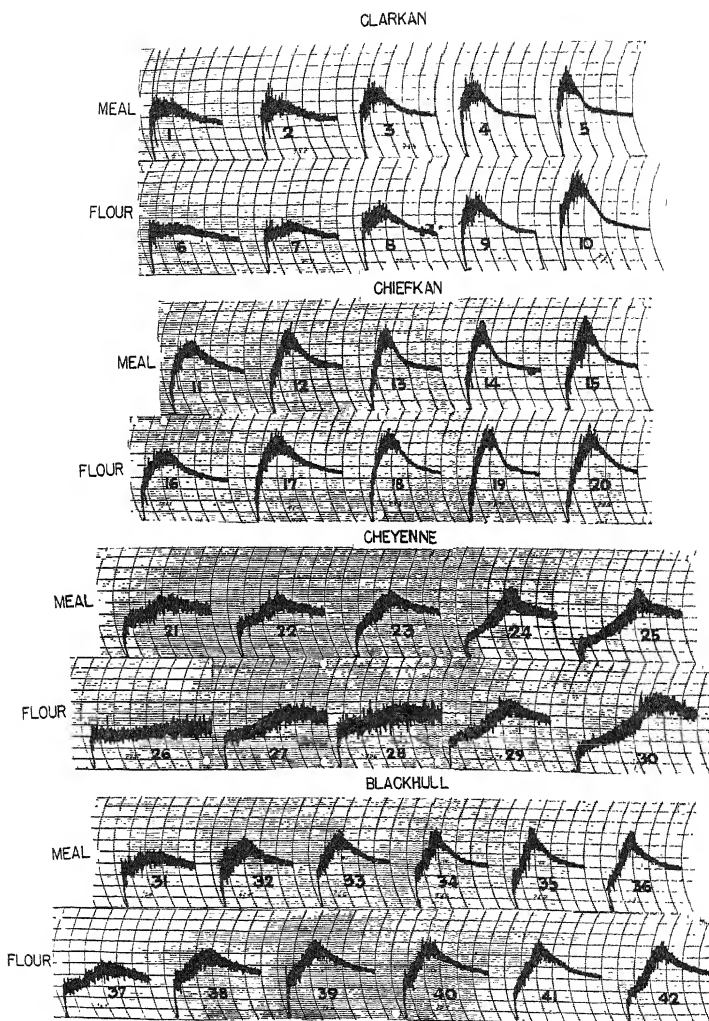 CLARKAN
MEAL
1 2 3 4 5
FLOUR
6 7 8 9 10
CHIEFKAN
MEAL
11 12 13 14 15
FLOUR
16 17 18 19 20
CHEYENNE
MEAL
21 22 23 24 25
FLOUR
26 27 28 29 30
BLACKHULL
MEAL
31 32 33 34 35 36
FLOUR
37 38 39 40 41 42